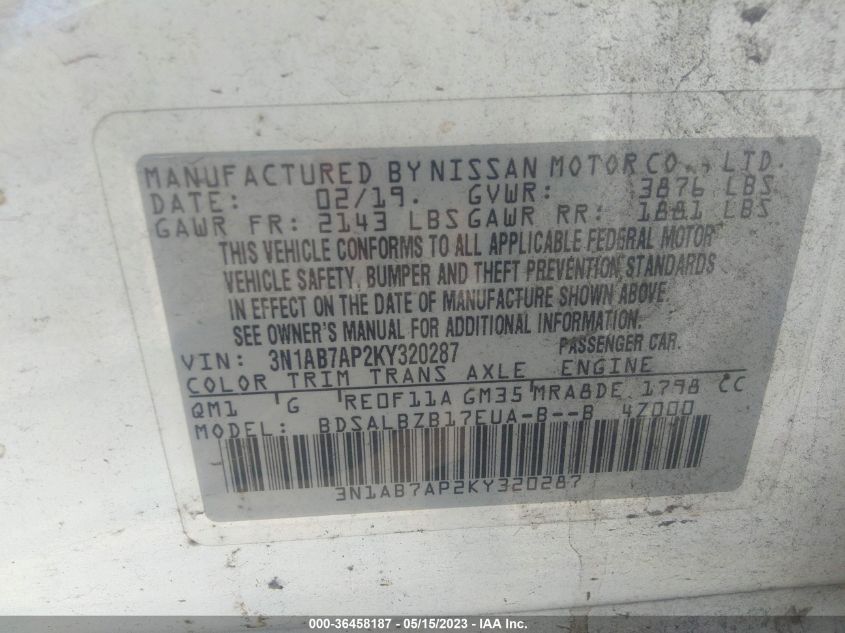 MANUFACTURED BY NISSAN MOTOR CO., LTD.
DATE: 02/19. GVWR: 3876 LBS
GAWR FR: 2143 LBS GAWR RR: 1881 LBS
THIS VEHICLE CONFORMS TO ALL APPLICABLE FEDERAL MOTOR
VEHICLE SAFETY, BUMPER AND THEFT PREVENTION STANDARDS
IN EFFECT ON THE DATE OF MANUFACTURE SHOWN ABOVE.
SEE OWNER'S MANUAL FOR ADDITIONAL INFORMATION.
VIN: 3N1AB7AP2KY320287 PASSENGER CAR.
COLOR TRIM TRANS AXLE ENGINE
QM1 G RE0F11A GM35 MRA8DE 1798 CC
MODEL: BDSALBZB17EUA-B--B 4Z000
3N1AB7AP2KY320287
000-36458187 - 05/15/2023 - IAA Inc.